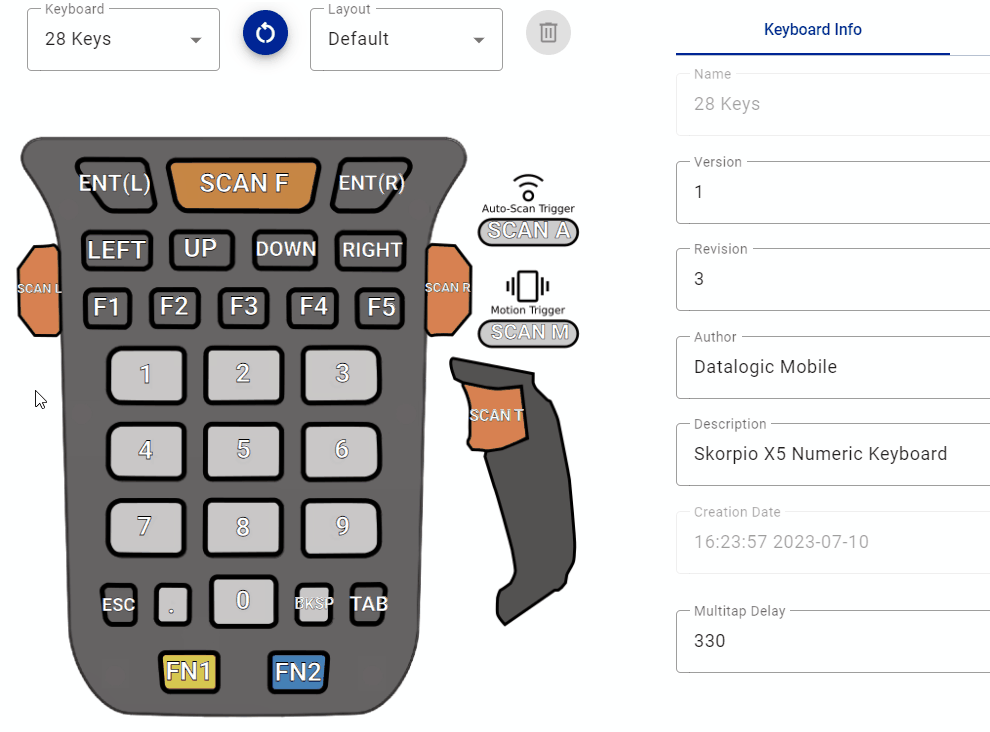 Keyboard
28 Keys
Layout
Default
Keyboard Info
Name
28 Keys
Version
1
Revision
3
Author
Datalogic Mobile
Description
Skorpio X5 Numeric Keyboard
Creation Date
16:23:57 2023-07-10
Multitap Delay
330
ENT(L) SCAN F ENT(R)
LEFT UP DOWN RIGHT
SCAN L SCAN R
F1 F2 F3 F4 F5
1 2 3
4 5 6
7 8 9
ESC . 0 BKSP TAB
FN1 FN2
Auto-Scan Trigger
SCAN A
Motion Trigger
SCAN M
SCAN T